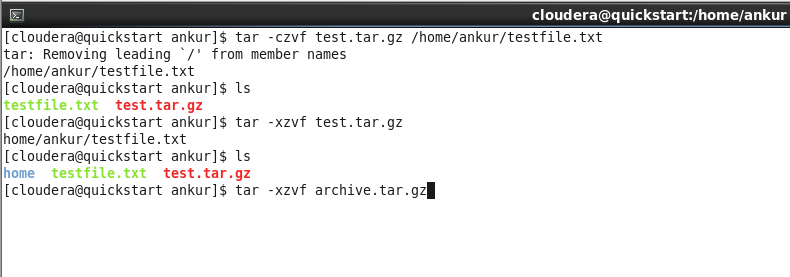 cloudera@quickstart:/home/ankur
[cloudera@quickstart ankur]$ tar -czvf test.tar.gz /home/ankur/testfile.txt
tar: Removing leading `/' from member names
/home/ankur/testfile.txt
[cloudera@quickstart ankur]$ ls
testfile.txt  test.tar.gz
[cloudera@quickstart ankur]$ tar -xzvf test.tar.gz
home/ankur/testfile.txt
[cloudera@quickstart ankur]$ ls
home  testfile.txt  test.tar.gz
[cloudera@quickstart ankur]$ tar -xzvf archive.tar.gz